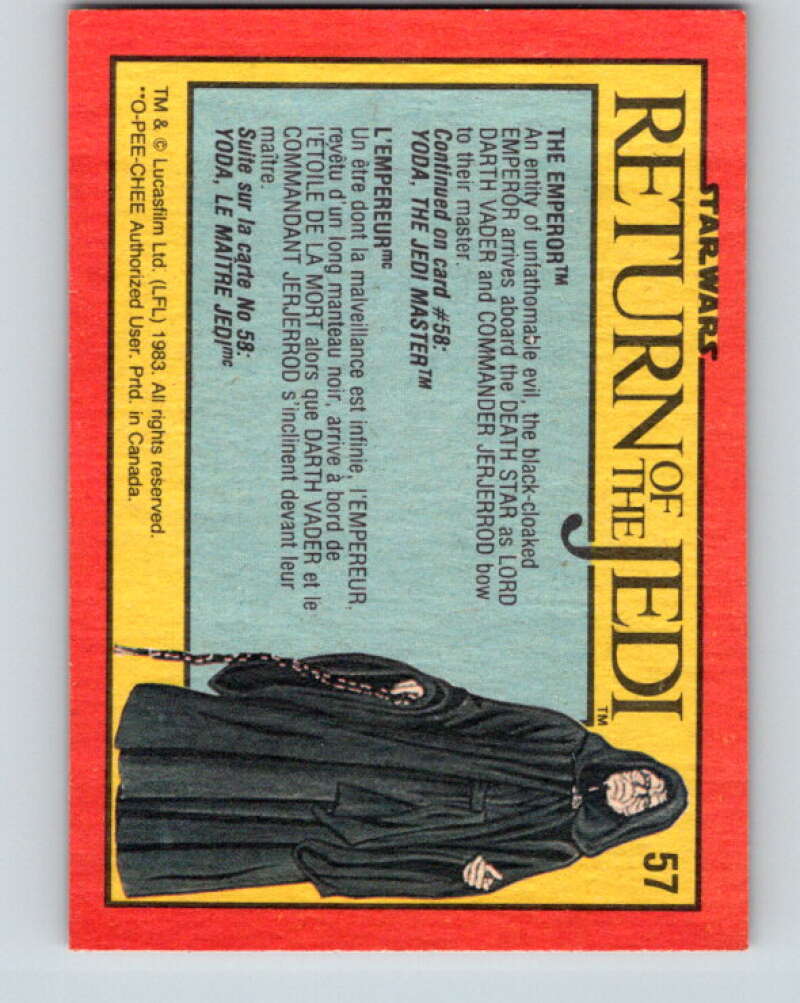 STAR WARS
RETURN OF THE JEDI™
57
THE EMPEROR™
An entity of unfathomable evil, the black-cloaked
EMPEROR arrives aboard the DEATH STAR as LORD
DARTH VADER and COMMANDER JERJERROD bow
to their master.
Continued on card #58:
YODA, THE JEDI MASTER™
L'EMPEREURmc
Un être dont la malveillance est infinie, l'EMPEREUR,
revêtu d'un long manteau noir, arrive à bord de
l'ÉTOILE DE LA MORT alors que DARTH VADER et le
COMMANDANT JERJERROD s'inclinent devant leur
maître.
Suite sur la carte No 58:
YODA, LE MAITRE JEDImc
TM & © Lucasfilm Ltd. (LFL) 1983. All rights reserved.
**O-PEE-CHEE Authorized User. Prtd. in Canada.